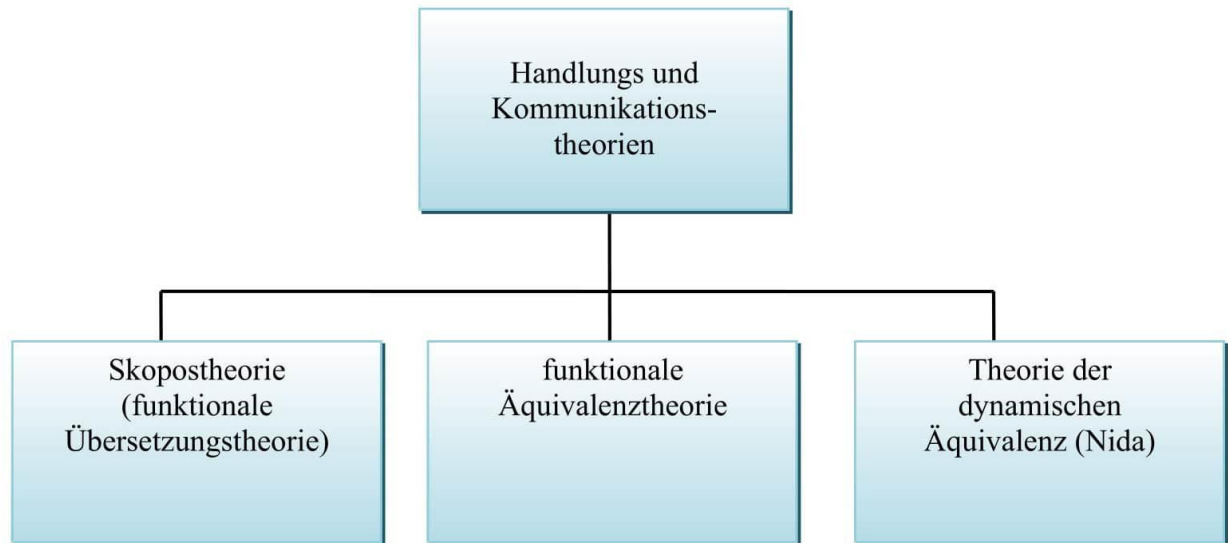 Handlungs und
Kommunikations-
theorien
Skopostheorie
(funktionale
Übersetzungstheorie)
funktionale
Äquivalenztheorie
Theorie der
dynamischen
Äquivalenz (Nida)